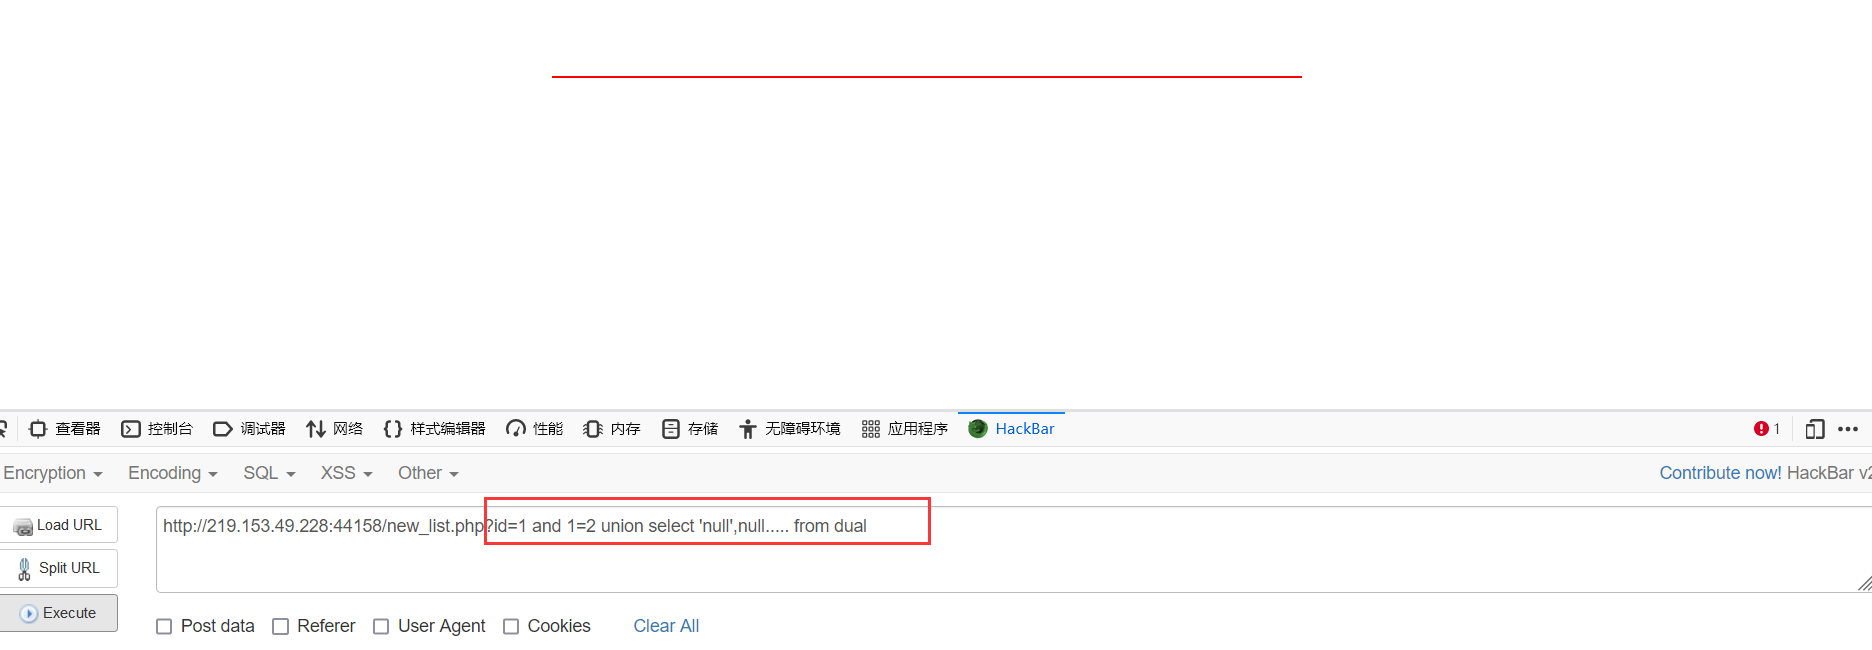 查看器 控制台 调试器 网络 样式编辑器 性能 内存 存储 无障碍环境 应用程序 HackBar 1
Encryption Encoding SQL XSS Other Contribute now! HackBar v2
Load URL
http://219.153.49.228:44158/new_list.php?id=1 and 1=2 union select 'null',null..... from dual
Split URL
Execute
Post data Referer User Agent Cookies Clear All